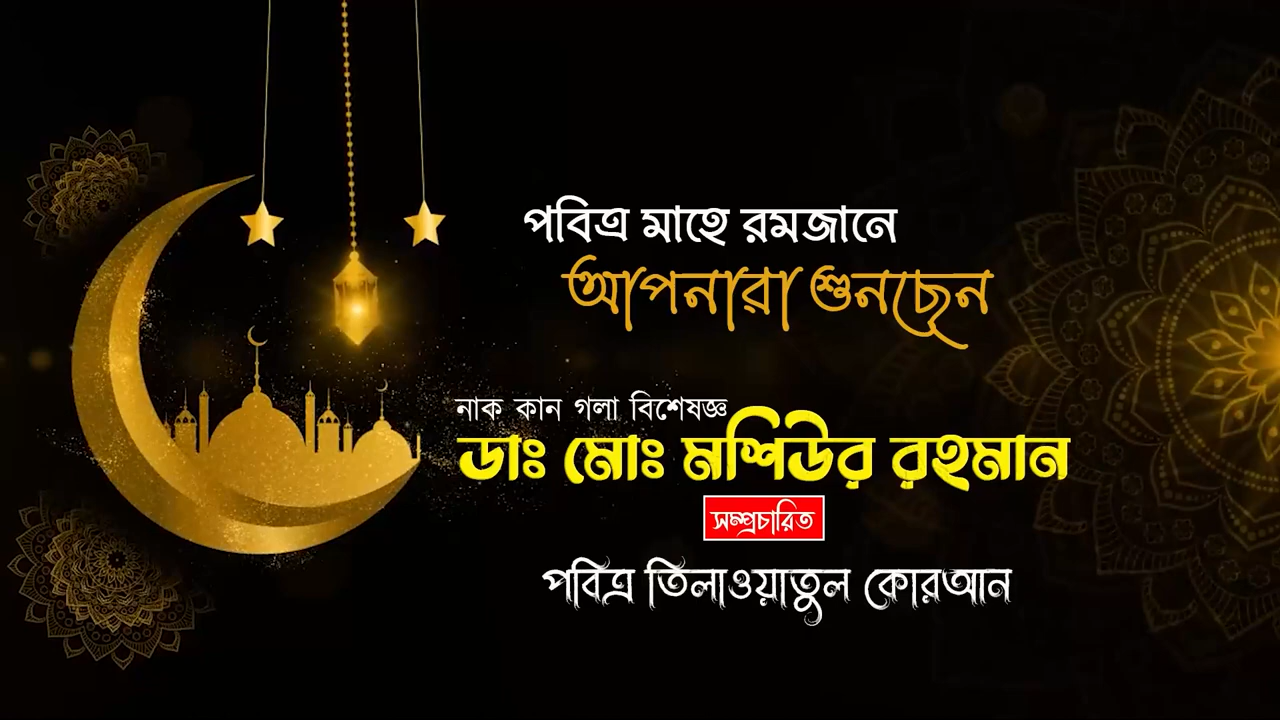 পবিত্র মাহে রমজানে
আপনারা শুনছেন
নাক কান গলা বিশেষজ্ঞ
ডাঃ মোঃ মশিউর রহমান
সম্প্রচারিত
পবিত্র তিলাওয়াতুল কোরআন